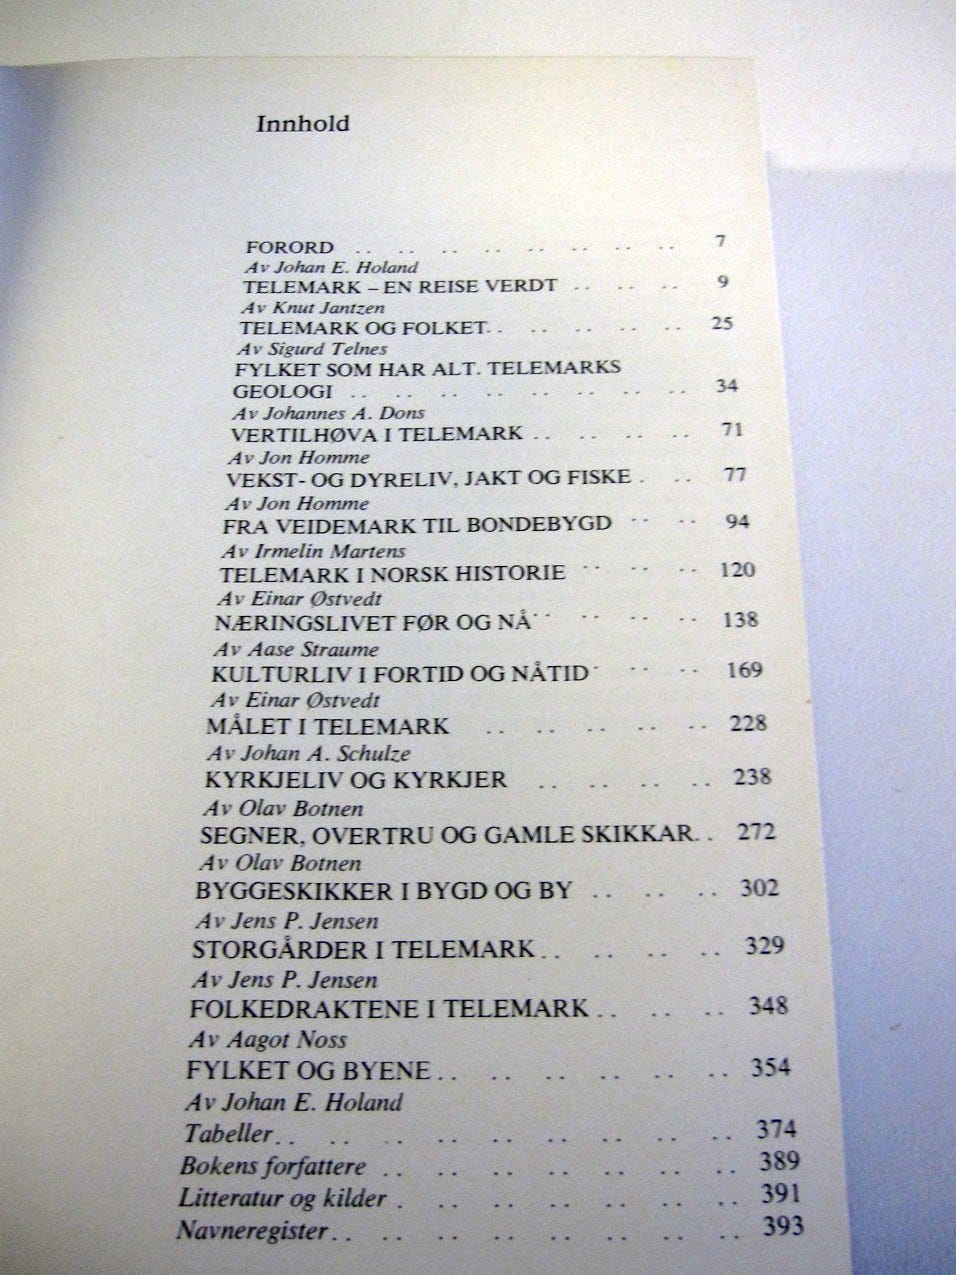 Innhold
FORORD .. .. .. .. .. .. .. .. 7
Av Johan E. Holand
TELEMARK – EN REISE VERDT .. .. .. 9
Av Knut Jantzen
TELEMARK OG FOLKET. .. .. .. .. 25
Av Sigurd Telnes
FYLKET SOM HAR ALT. TELEMARKS
GEOLOGI .. .. .. .. .. .. .. .. 34
Av Johannes A. Dons
VERTILHØVA I TELEMARK .. .. .. .. 71
Av Jon Homme
VEKST- OG DYRELIV, JAKT OG FISKE . .. 77
Av Jon Homme
FRA VEIDEMARK TIL BONDEBYGD .. .. 94
Av Irmelin Martens
TELEMARK I NORSK HISTORIE .. .. .. 120
Av Einar Østvedt
NÆRINGSLIVET FØR OG NÅ .. .. .. .. 138
Av Aase Straume
KULTURLIV I FORTID OG NÅTID . .. .. 169
Av Einar Østvedt
MÅLET I TELEMARK .. .. .. .. .. 228
Av Johan A. Schulze
KYRKJELIV OG KYRKJER .. .. .. .. 238
Av Olav Botnen
SEGNER, OVERTRU OG GAMLE SKIKKAR. . 272
Av Olav Botnen
BYGGESKIKKER I BYGD OG BY .. .. .. 302
Av Jens P. Jensen
STORGÅRDER I TELEMARK .. .. .. .. 329
Av Jens P. Jensen
FOLKEDRAKTENE I TELEMARK .. .. .. 348
Av Aagot Noss
FYLKET OG BYENE .. .. .. .. .. .. 354
Av Johan E. Holand
Tabeller .. .. .. .. .. .. .. .. .. 374
Bokens forfattere .. .. .. .. .. .. .. 389
Litteratur og kilder . .. .. .. .. .. .. 391
Navneregister .. .. .. .. .. .. .. .. 393